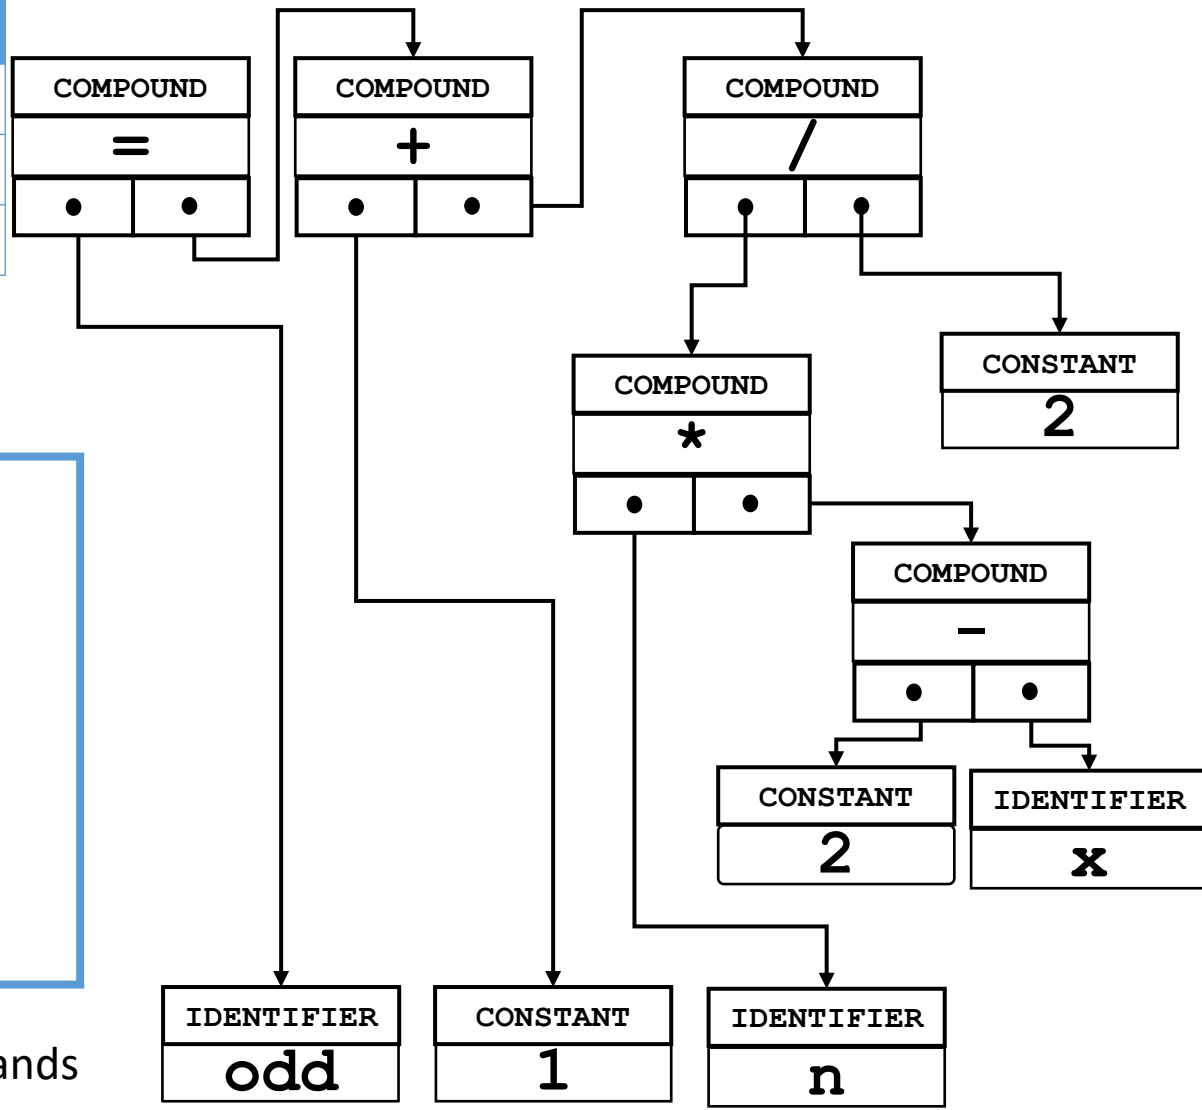 COMPOUND
=
COMPOUND
+
COMPOUND
/
COMPOUND
*
CONSTANT
2
COMPOUND
-
CONSTANT
2
IDENTIFIER
x
IDENTIFIER
odd
CONSTANT
1
IDENTIFIER
n